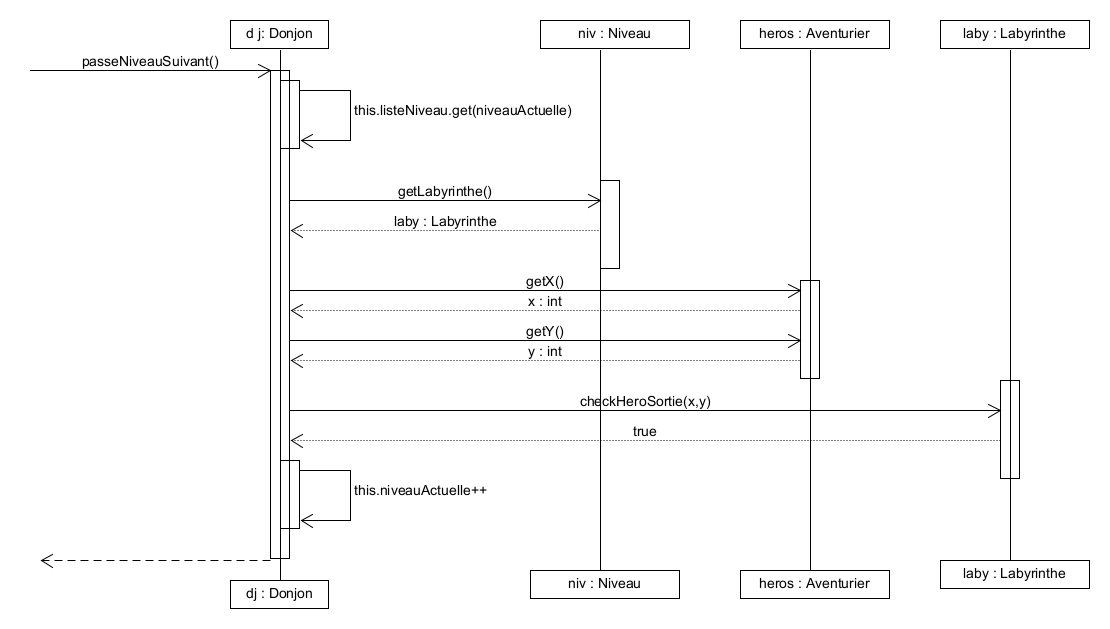 d j: Donjon
niv : Niveau
heros : Aventurier
laby : Labyrinthe
passeNiveauSuivant()
this.listeNiveau.get(niveauActuelle)
getLabyrinthe()
laby : Labyrinthe
getX()
x : int
getY()
y : int
checkHeroSortie(x,y)
true
this.niveauActuelle++
dj : Donjon
niv : Niveau
heros : Aventurier
laby : Labyrinthe